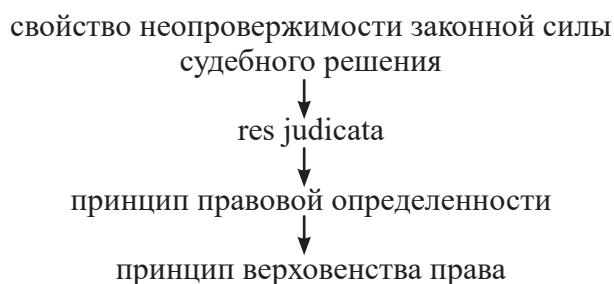 свойство неопровержимости законной силы
судебного решения
res judicata
принцип правовой определенности
принцип верховенства права